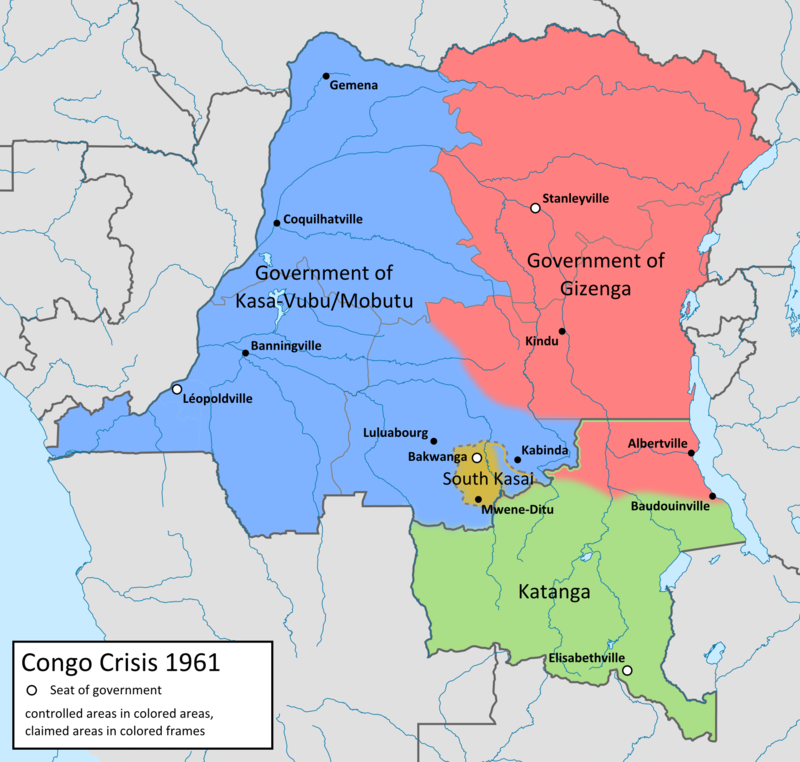 Gemena
Stanleyville
Coquilhatville
Government of
Gizenga
Government of
Kasa-Vubu/Mobutu
Kindu
Banningville
Léopoldville
Luluabourg
Albertville
Kabinda
Bakwanga
South Kasai
Mwene-Ditu
Baudouinville
Katanga
Elisabethville
Congo Crisis 1961
Seat of government
controlled areas in colored areas,
claimed areas in colored frames